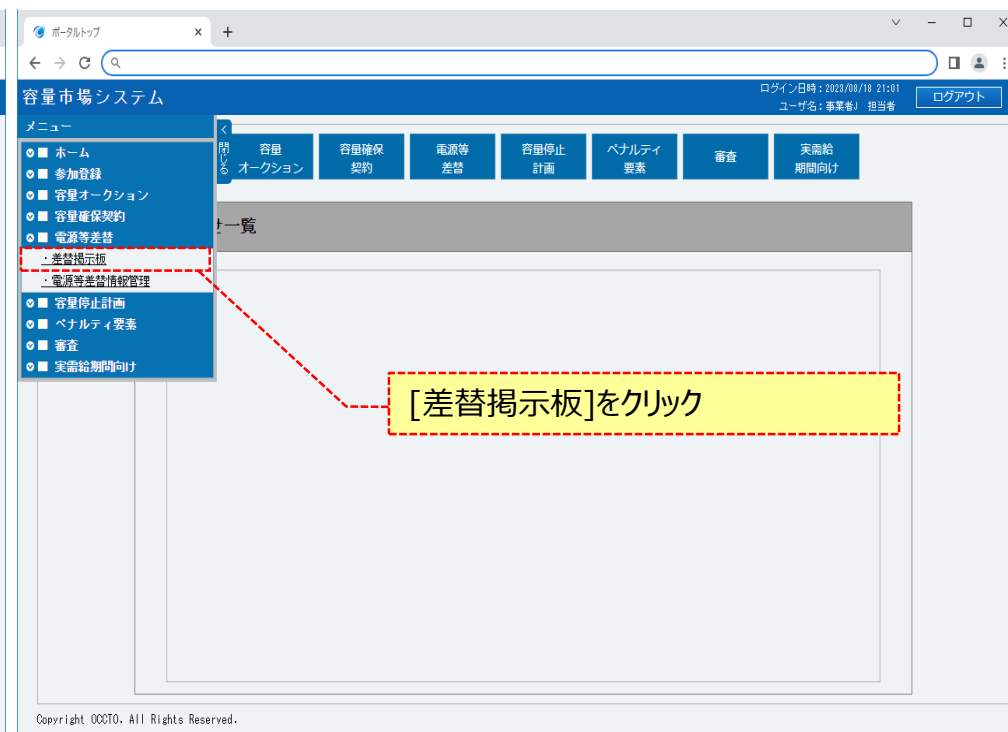 ポータルトップ
容量市場システム
ログイン日時：2023/08/18 21:01
ユーザ名：事業者J 担当者
ログアウト
メニュー
閉じる
ホーム
参加登録
容量オークション
容量確保契約
電源等差替
・差替掲示板
・電源等差替情報管理
容量停止計画
ペナルティ要素
審査
実需給期間向け
容量
オークション
容量確保
契約
電源等
差替
容量停止
計画
ペナルティ
要素
審査
実需給
期間向け
せ一覧
[差替掲示板]をクリック
Copyright OCCTO. All Rights Reserved.